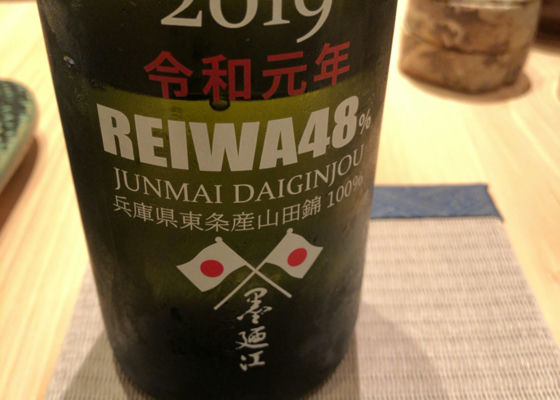 2019
令和元年
REIWA48%
JUNMAI DAIGINJOU
兵庫県東条産山田錦100%
墨廼江